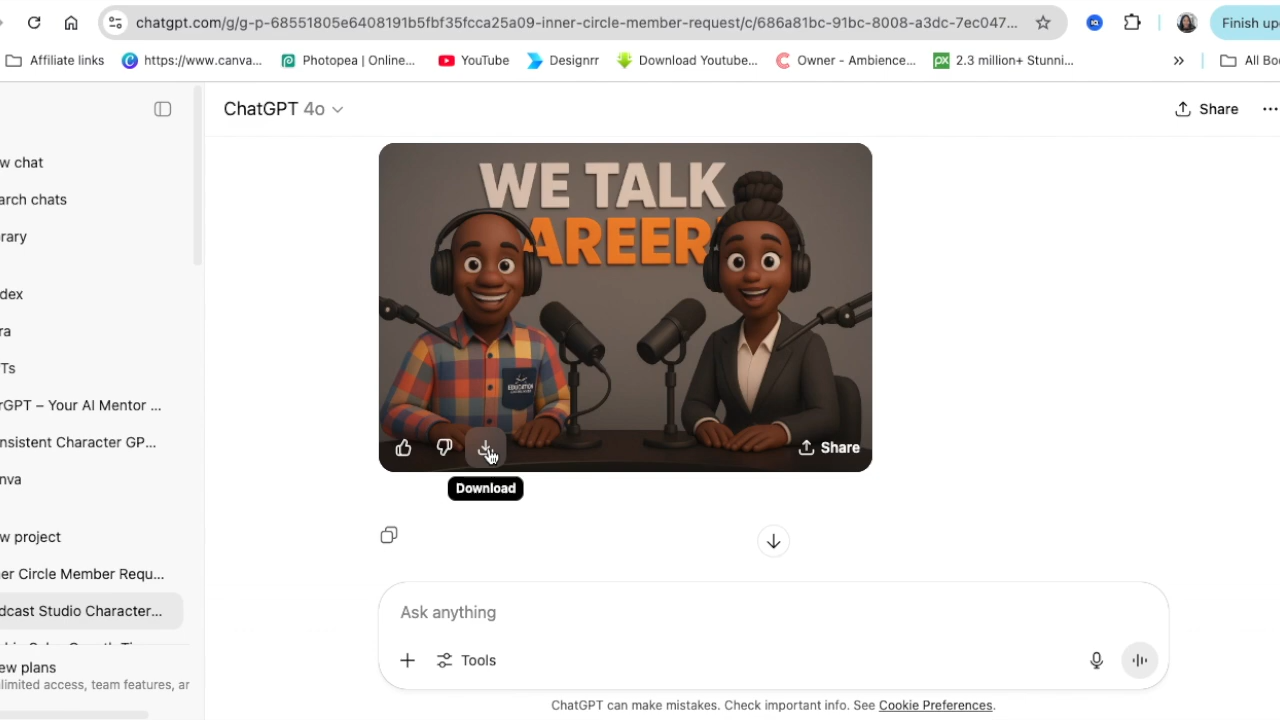 chatgpt.com/g/g-p-68551805e6408191b5fbf35fcca25a09-inner-circle-member-request/c/686a81bc-91bc-8008-a3dc-7ec047...
Finish up
Affiliate links
https://www.canva...
Photopea | Online...
YouTube
Designrr
Download Youtube...
Owner - Ambience...
px
2.3 million+ Stunni...
»
All Boo
ChatGPT 4o
Share
w chat
arch chats
rary
dex
ra
Ts
rGPT – Your AI Mentor ...
nsistent Character GP...
nva
w project
er Circle Member Requ...
dcast Studio Character...
ew plans
limited access, team features, ar
WE TALK
AREER
EDUCATION
Share
Download
Ask anything
Tools
ChatGPT can make mistakes. Check important info. See Cookie Preferences.